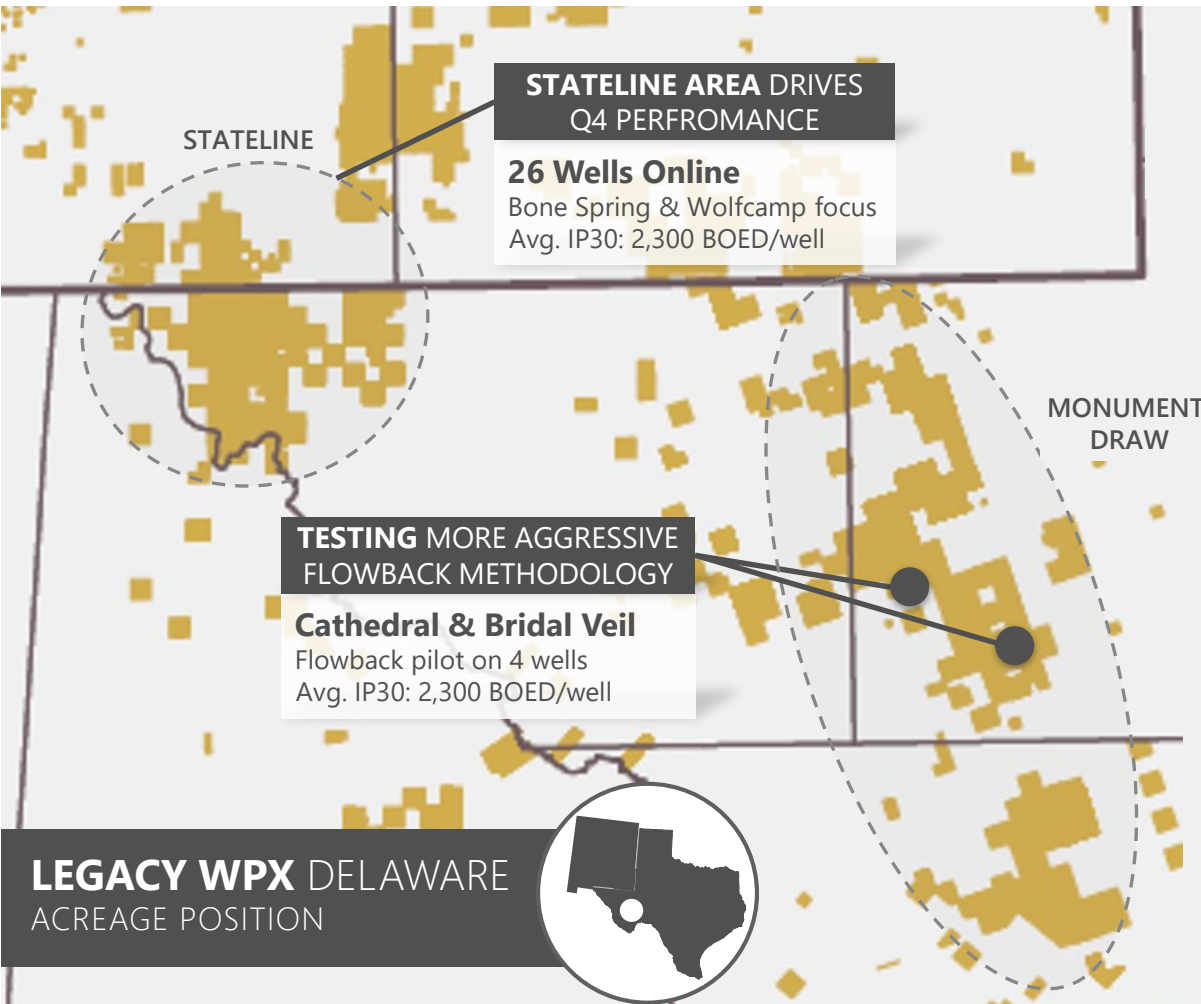 STATELINE AREA DRIVES
Q4 PERFROMANCE
STATELINE
26 Wells Online
Bone Spring & Wolfcamp focus
Avg. IP30: 2,300 BOED/well
MONUMENT
DRAW
TESTING MORE AGGRESSIVE
FLOWBACK METHODOLOGY
Cathedral & Bridal Veil
Flowback pilot on 4 wells
Avg. IP30: 2,300 BOED/well
LEGACY WPX DELAWARE
ACREAGE POSITION